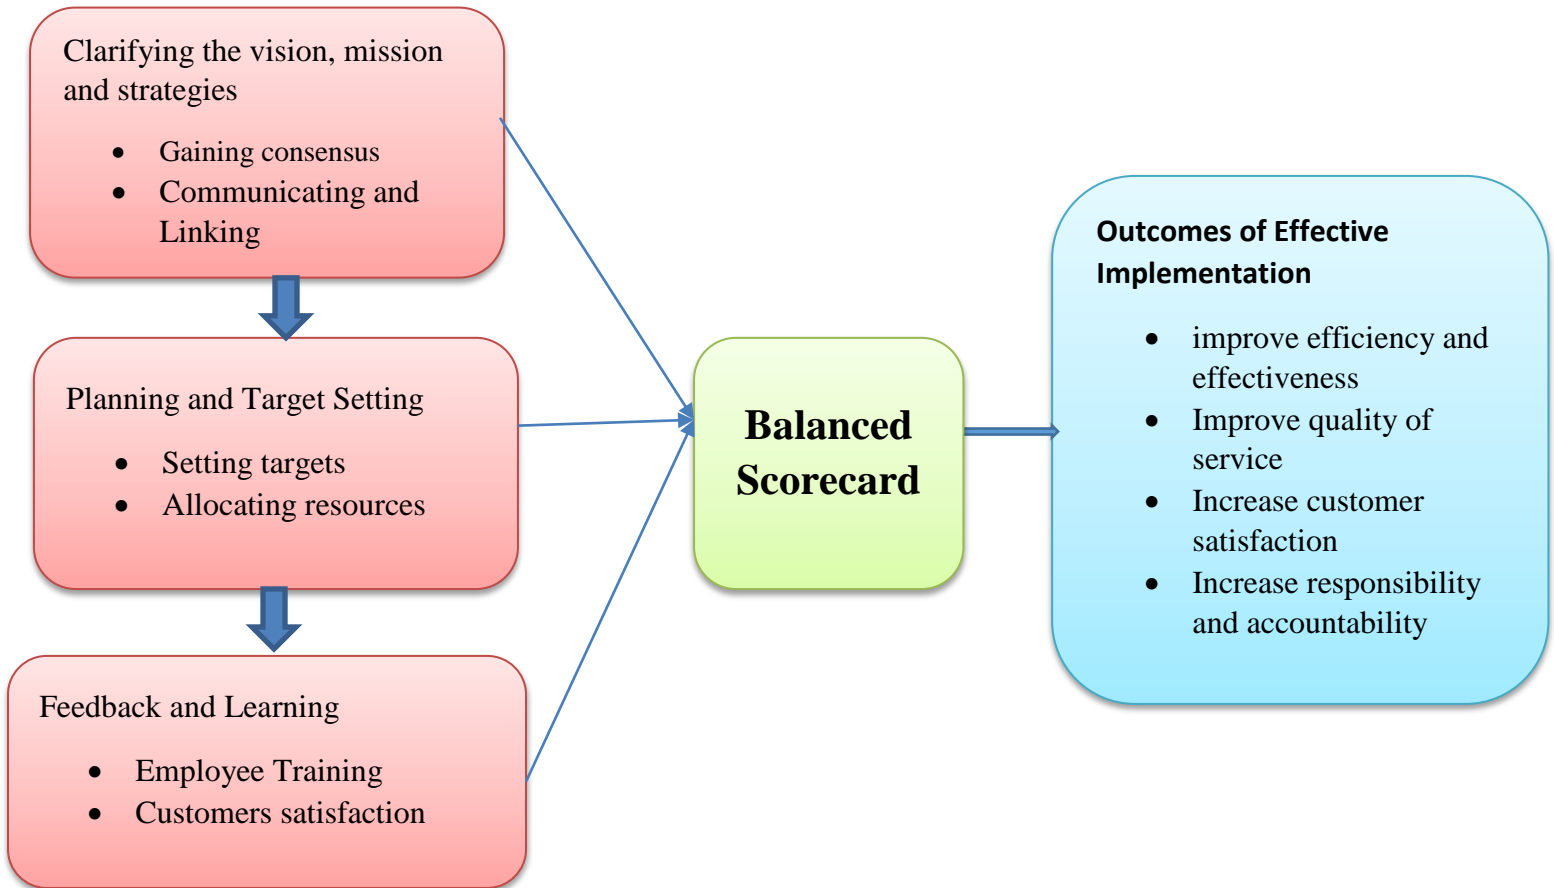 Clarifying the vision, mission
and strategies
• Gaining consensus
• Communicating and
Linking
Planning and Target Setting
• Setting targets
• Allocating resources
Feedback and Learning
• Employee Training
• Customers satisfaction
Balanced
Scorecard
Outcomes of Effective
Implementation
• improve efficiency and
effectiveness
• Improve quality of
service
• Increase customer
satisfaction
• Increase responsibility
and accountability